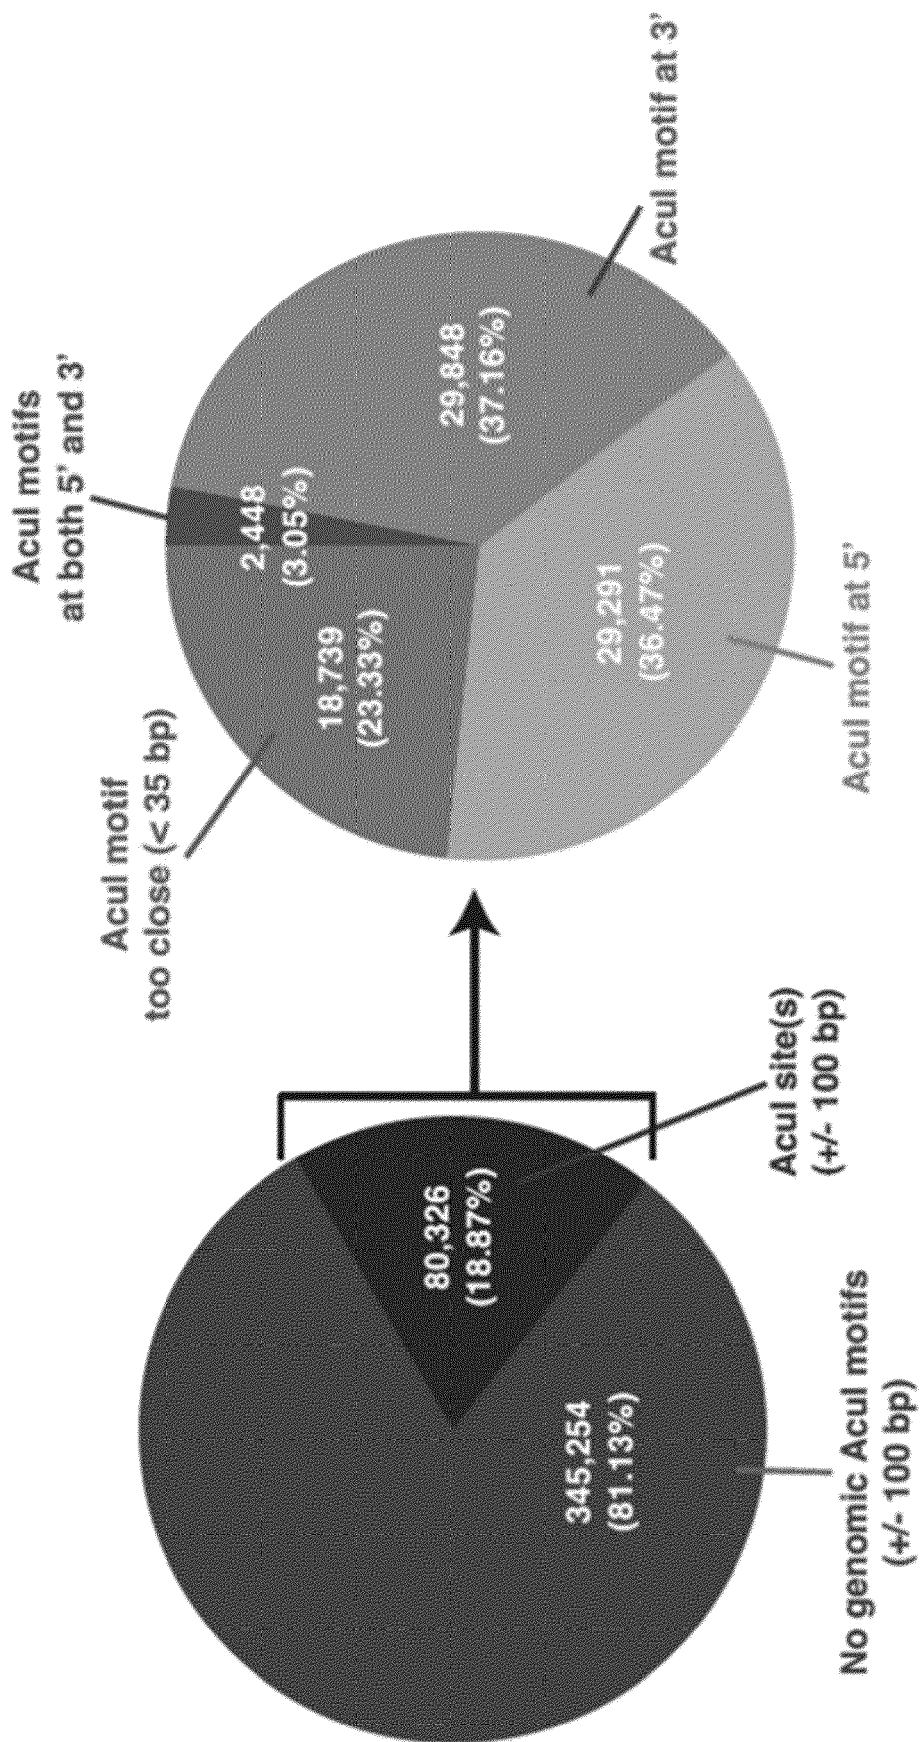 345,254
(81.13%)
No genomic AcuI motifs
(+/- 100 bp)
80,326
(18.87%)
AcuI site(s)
(+/- 100 bp)
AcuI motif
too close (< 35 bp)
18,739
(23.33%)
AcuI motifs
at both 5' and 3'
2,448
(3.05%)
29,848
(37.16%)
AcuI motif at 3'
29,291
(36.47%)
AcuI motif at 5'